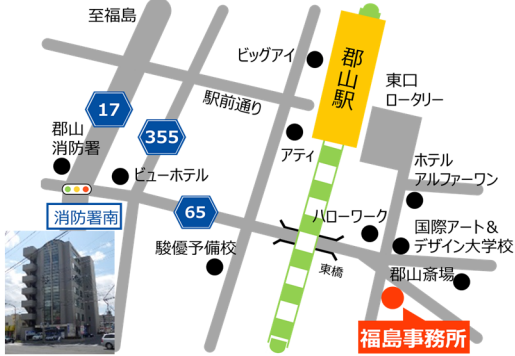 至福島
ビッグアイ
郡山駅
東口
ロータリー
駅前通り
17
355
郡山
消防署
アティ
ホテル
アルファーワン
ビューホテル
65
消防署南
ハローワーク
国際アート&
デザイン大学校
駿優予備校
東橋
郡山斎場
福島事務所